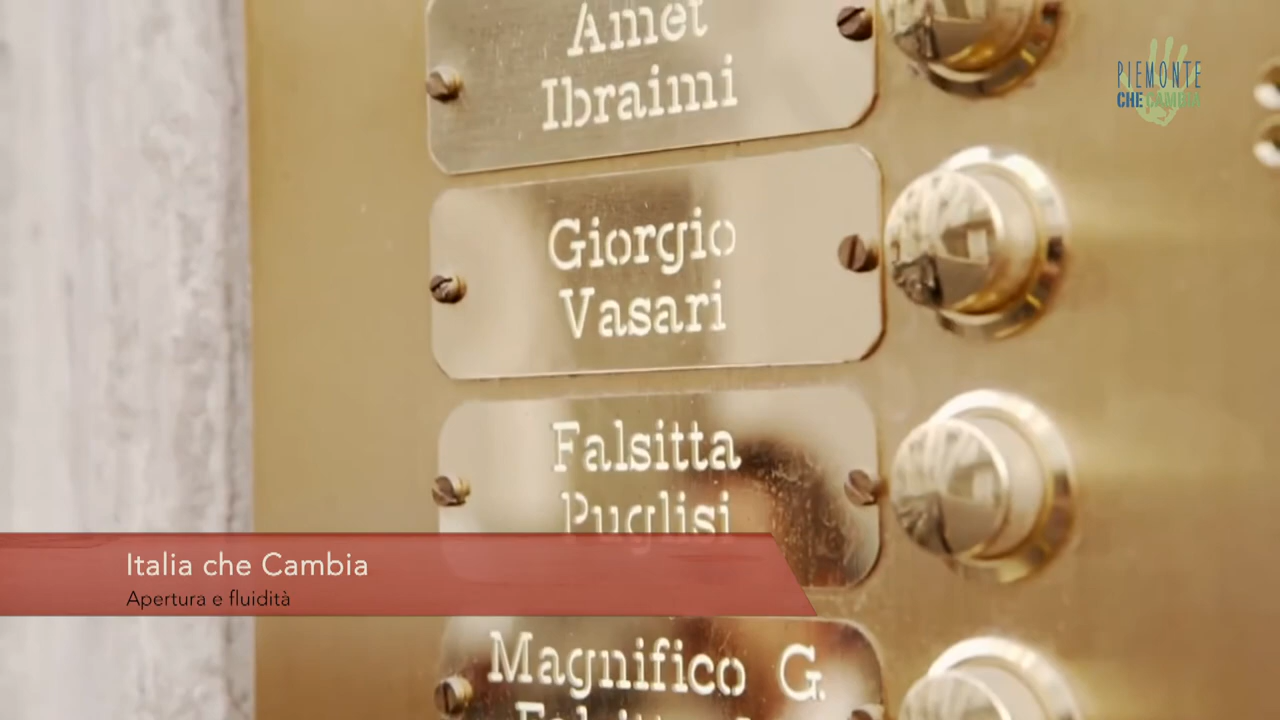 Amet
Ibraimi
PIEMONTE
CHE CAMBIA
Giorgio
Vasari
Falsitta
Puglisi
Italia che Cambia
Apertura e fluidità
Magnifico G.